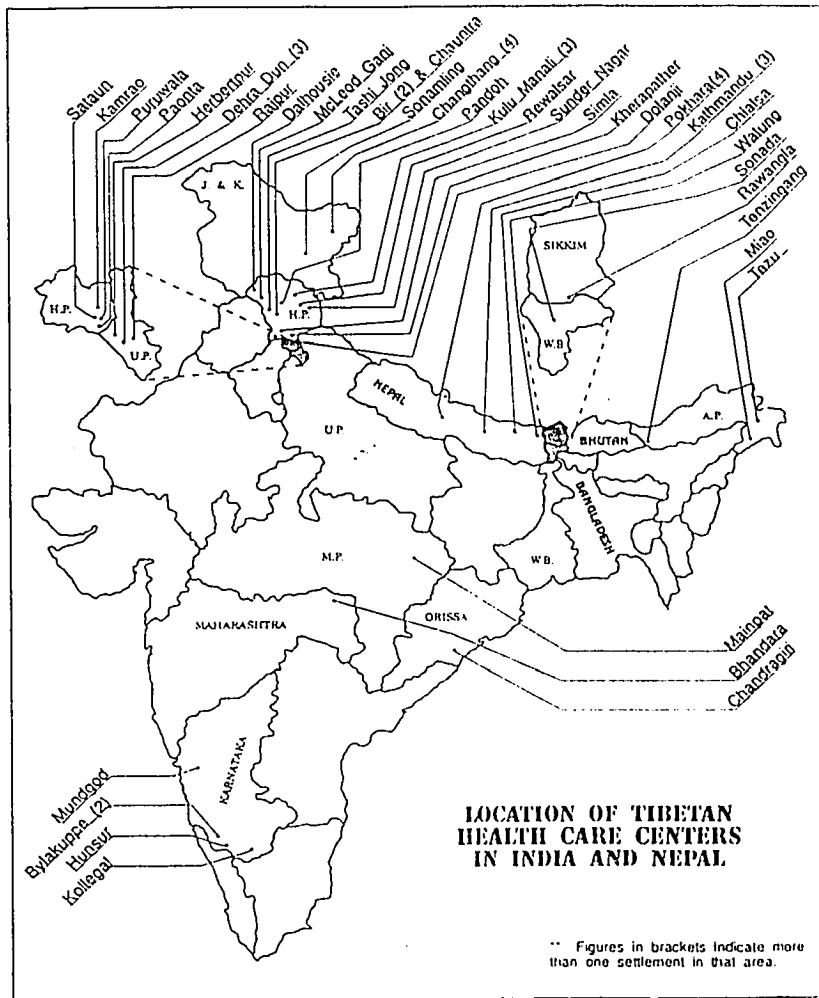 Sataun
Kamrao
Puruwala
Paonta
Herbertpur
Dehra Dun (3)
Rajpur
Dalhousie
McLeod Ganj
Tashi Jong
Bir (2) & Chauntra
Sonamling
Changthang (4)
Pandoh
Kulu Manali (3)
Rewalsar
Sunder Nagar
Simla
Kherapather
Dolanji
Pokhara(4)
Kathmandu (3)
Chialsa
Walung
Sonada
Rawangla
Tenzingang
Miao
Tezu
J. & K.
SIKKIM
H.P.
H.P.
W.B
U.P.
NEPAL
A.P.
U.P.
BHUTAN
BANGLADESH
M.P.
W.B.
MAHARASHTRA
ORISSA
Mainpat
Bhandara
Chandragiri
KARNATAKA
Mundgod
Bylakuppe (2)
Hunsur
Kollegal
LOCATION OF TIBETAN
HEALTH CARE CENTERS
IN INDIA AND NEPAL
** Figures in brackets indicate more
than one settlement in that area.